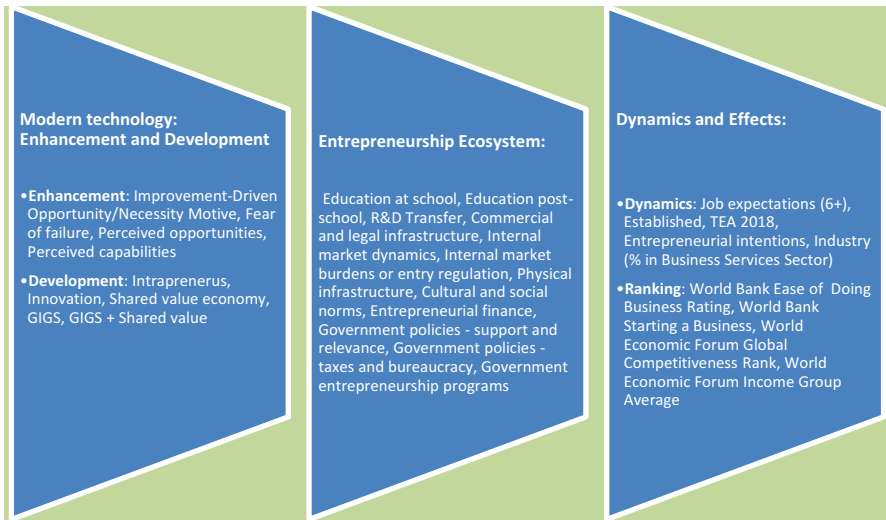 Modern technology:
Enhancement and Development
•Enhancement: Improvement-Driven
Opportunity/Necessity Motive, Fear
of failure, Perceived opportunities,
Perceived capabilities
•Development: Intraprenerus,
Innovation, Shared value economy,
GIGS, GIGS + Shared value
Entrepreneurship Ecosystem:
Education at school, Education post-
school, R&D Transfer, Commercial
and legal infrastructure, Internal
market dynamics, Internal market
burdens or entry regulation, Physical
infrastructure, Cultural and social
norms, Entrepreneurial finance,
Government policies - support and
relevance, Government policies -
taxes and bureaucracy, Government
entrepreneurship programs
Dynamics and Effects:
•Dynamics: Job expectations (6+),
Established, TEA 2018,
Entrepreneurial intentions, Industry
(% in Business Services Sector)
•Ranking: World Bank Ease of Doing
Business Rating, World Bank
Starting a Business, World
Economic Forum Global
Competitiveness Rank, World
Economic Forum Income Group
Average